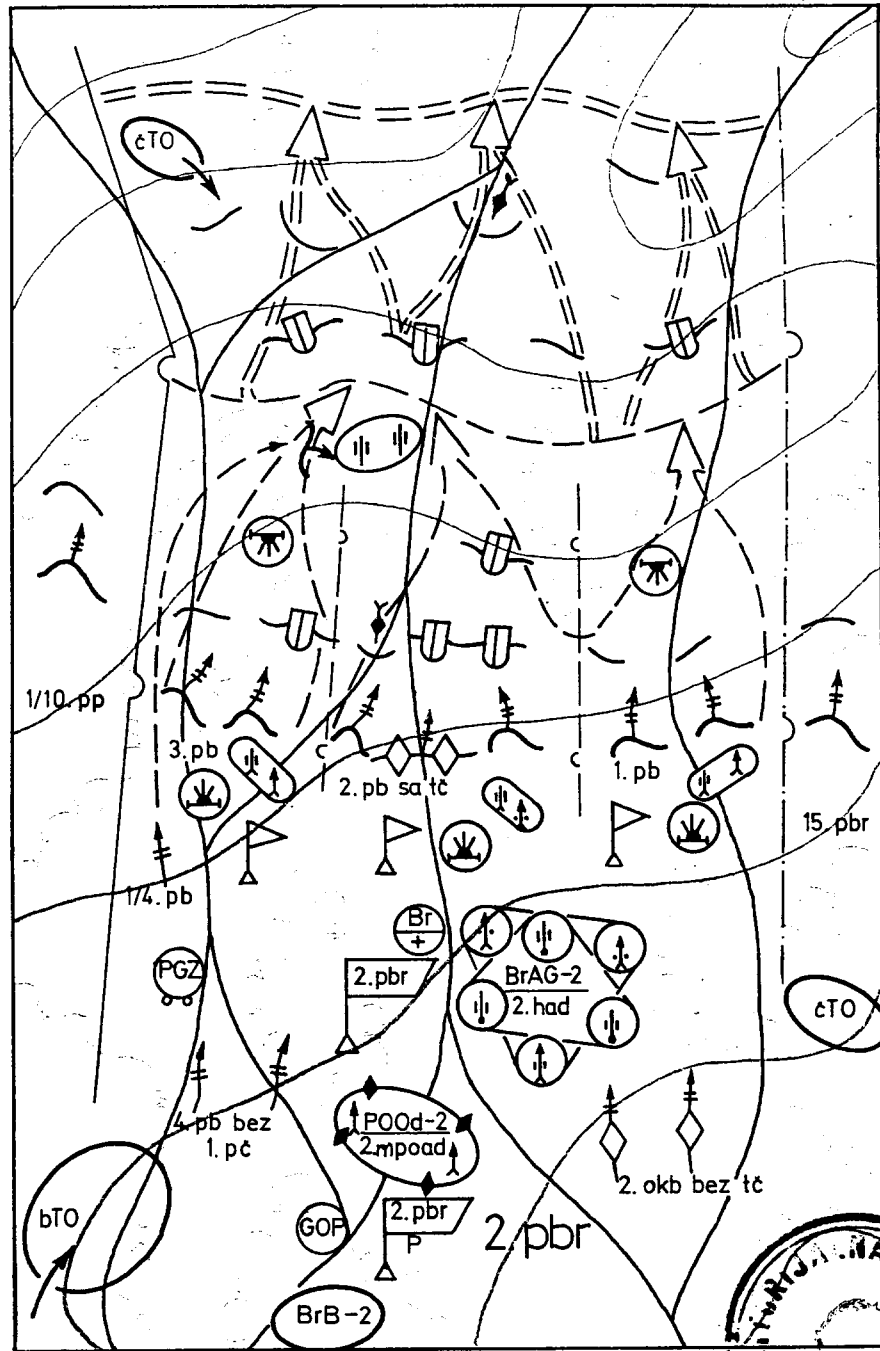 čTO
1/10. pp
3. pb
2. pb sa tč
1. pb
15. pbr
1/4. pb
Br
+
PGZ
2. pbr
BrAG-2
2. had
čTO
4. pb bez
1. pč
POOd-2
2. mpoad
2. okb bez tč
bTO
GOP
2. pbr
P
2. pbr
BrB-2